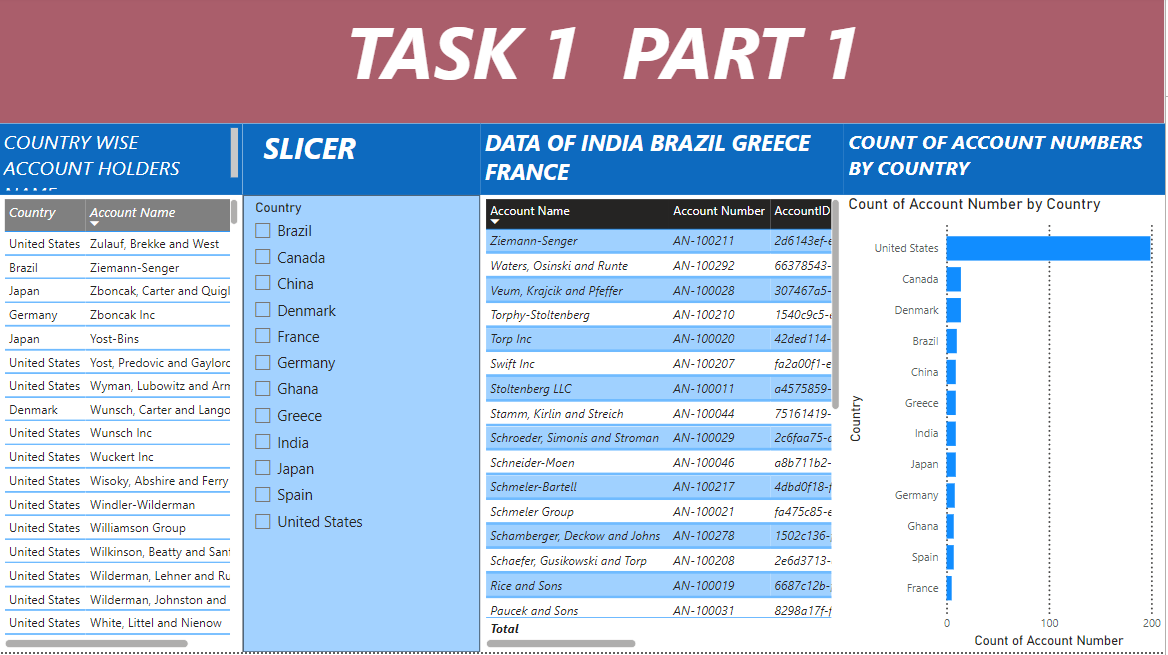 TASK 1 PART 1
COUNTRY WISE
ACCOUNT HOLDERS
SLICER
DATA OF INDIA BRAZIL GREECE
FRANCE
COUNT OF ACCOUNT NUMBERS
BY COUNTRY
Country Account Name
United States Zulauf, Brekke and West
Brazil Ziemann-Senger
Japan Zboncak, Carter and Quigl
Germany Zboncak Inc
Japan Yost-Bins
United States Yost, Predovic and Gaylord
United States Wyman, Lubowitz and Arm
Denmark Wunsch, Carter and Lango
United States Wunsch Inc
United States Wuckert Inc
United States Wisoky, Abshire and Ferry
United States Windler-Wilderman
United States Williamson Group
United States Wilkinson, Beatty and San
United States Wilderman, Lehner and Ru
United States Wilderman, Johnston and
United States White, Littel and Nienow
Country
Brazil
Canada
China
Denmark
France
Germany
Ghana
Greece
India
Japan
Spain
United States
Account Name Account Number AccountID
Ziemann-Senger AN-100211 2d6143ef-
Waters, Osinski and Runte AN-100292 66378543-
Veum, Krajcik and Pfeffer AN-100028 307467a5-
Torphy-Stoltenberg AN-100210 1540c9c5-
Torp Inc AN-100020 42ded114-
Swift Inc AN-100207 fa2a00f1-e
Stoltenberg LLC AN-100011 a4575859-
Stamm, Kirlin and Streich AN-100044 75161419-
Schroeder, Simonis and Stroman AN-100029 2c6faa75-
Schneider-Moen AN-100046 a8b711b2-
Schmeler-Bartell AN-100217 4dbd0f18-
Schmeler Group AN-100021 fa475c85-e
Schamberger, Deckow and Johns AN-100278 1502c136-
Schaefer, Gusikowski and Torp AN-100208 2e6d3713-
Rice and Sons AN-100019 6687c12b-
Paucek and Sons AN-100031 8298a17f-
Total
Count of Account Number by Country
Country
United States
Canada
Denmark
Brazil
China
Greece
India
Japan
Germany
Ghana
Spain
France
0 100 200
Count of Account Number